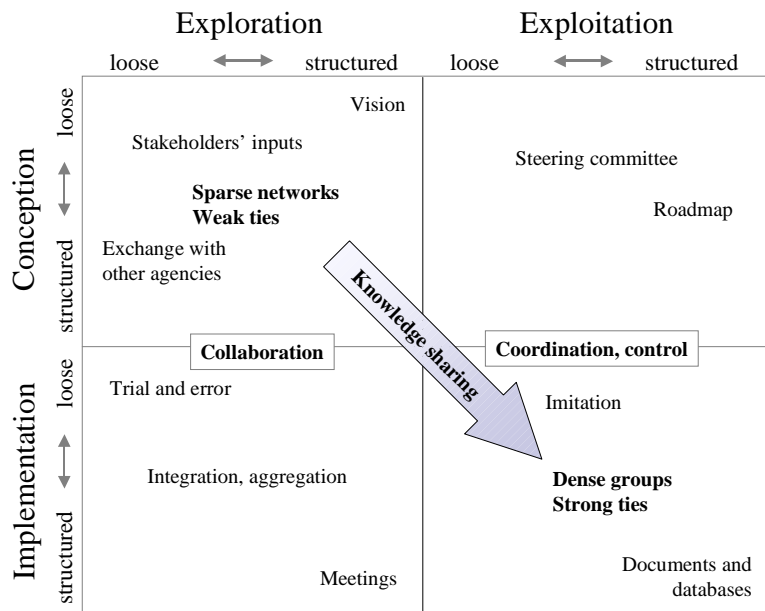 Exploration
Exploitation
loose
structured
loose
structured
Conception
loose
structured
Vision
Stakeholders’ inputs
Sparse networks
Weak ties
Exchange with
other agencies
Steering committee
Roadmap
Knowledge sharing
Collaboration
Coordination, control
Implementation
loose
structured
Trial and error
Integration, aggregation
Meetings
Imitation
Dense groups
Strong ties
Documents and
databases